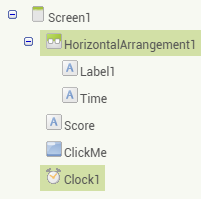 Screen1
HorizontalArrangement1
A Label1
A Time
A Score
ClickMe
Clock1